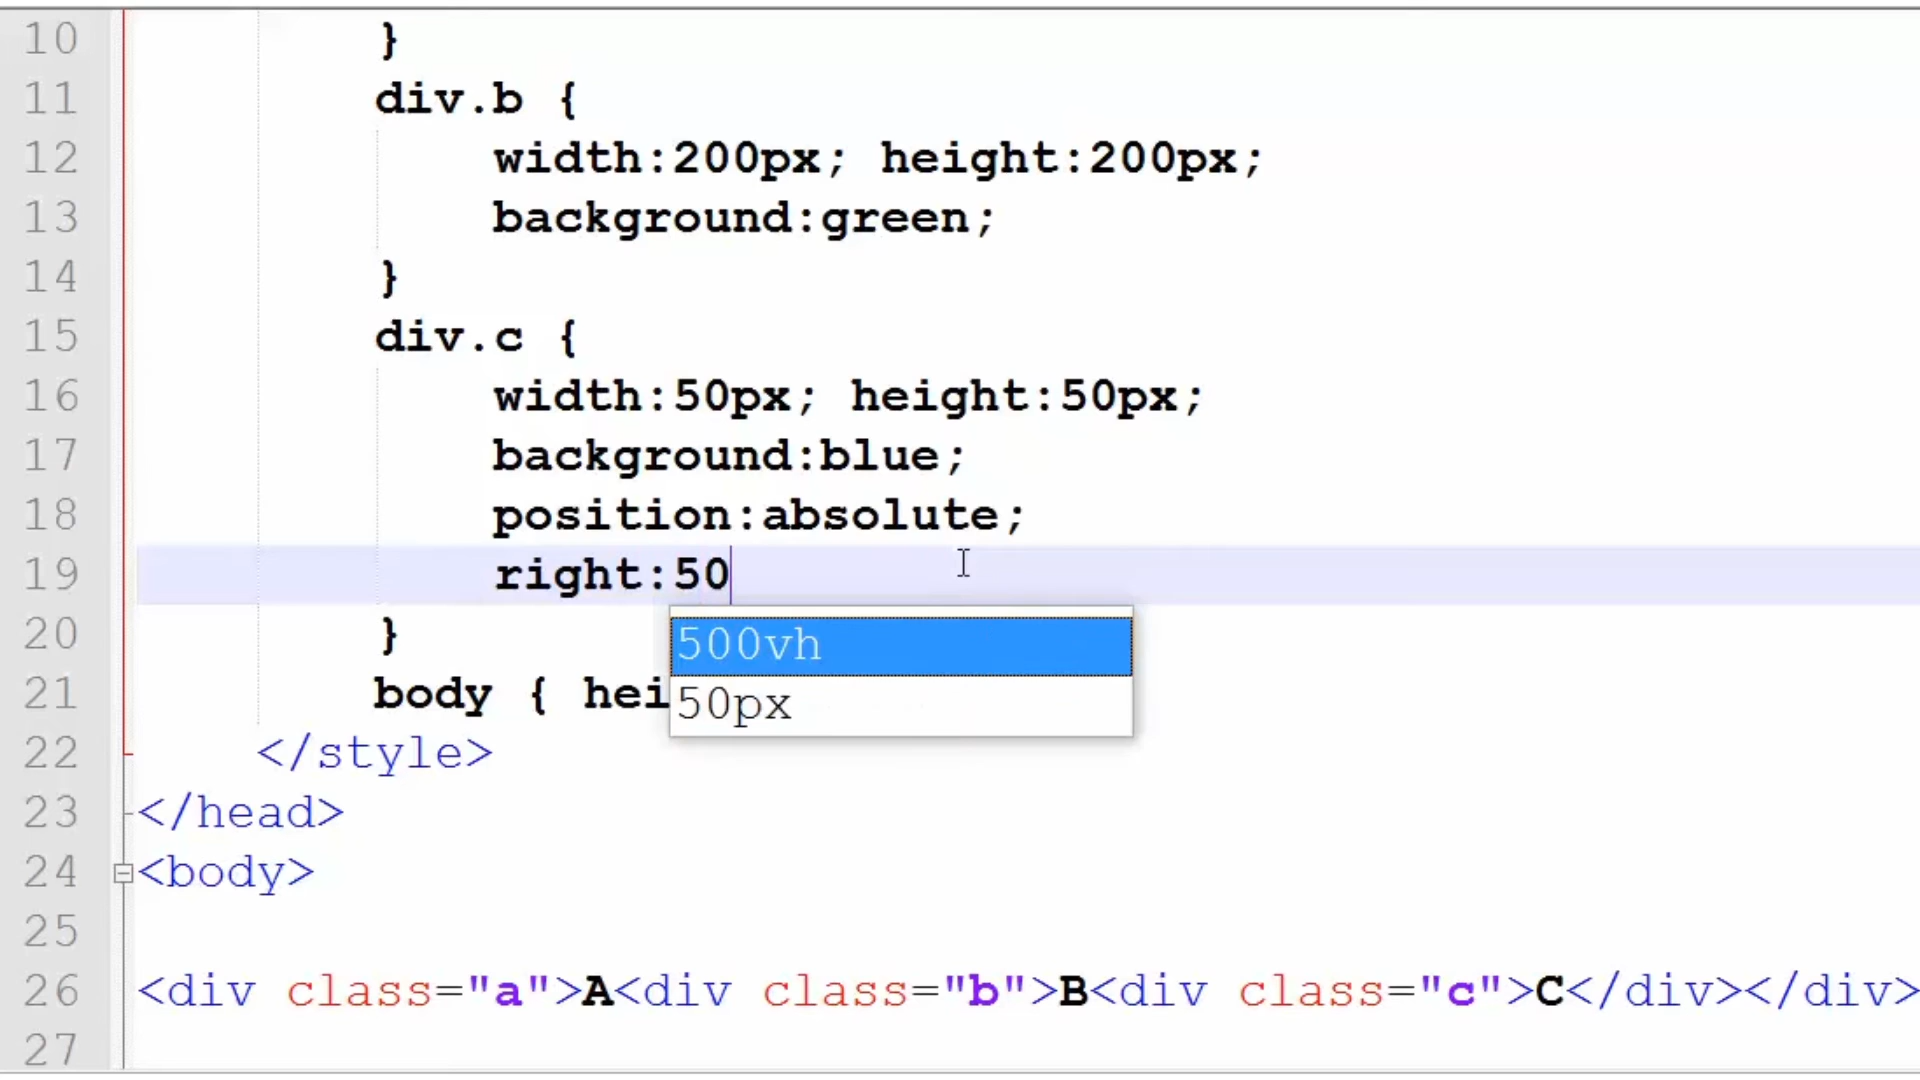 10 }
11 div.b {
12 width:200px; height:200px;
13 background:green;
14 }
15 div.c {
16 width:50px; height:50px;
17 background:blue;
18 position:absolute;
19 right:50
500vh
20 }
21 body { hei
50px
22 </style>
23 </head>
24 <body>
25
26 <div class="a">A<div class="b">B<div class="c">C</div></div>
27